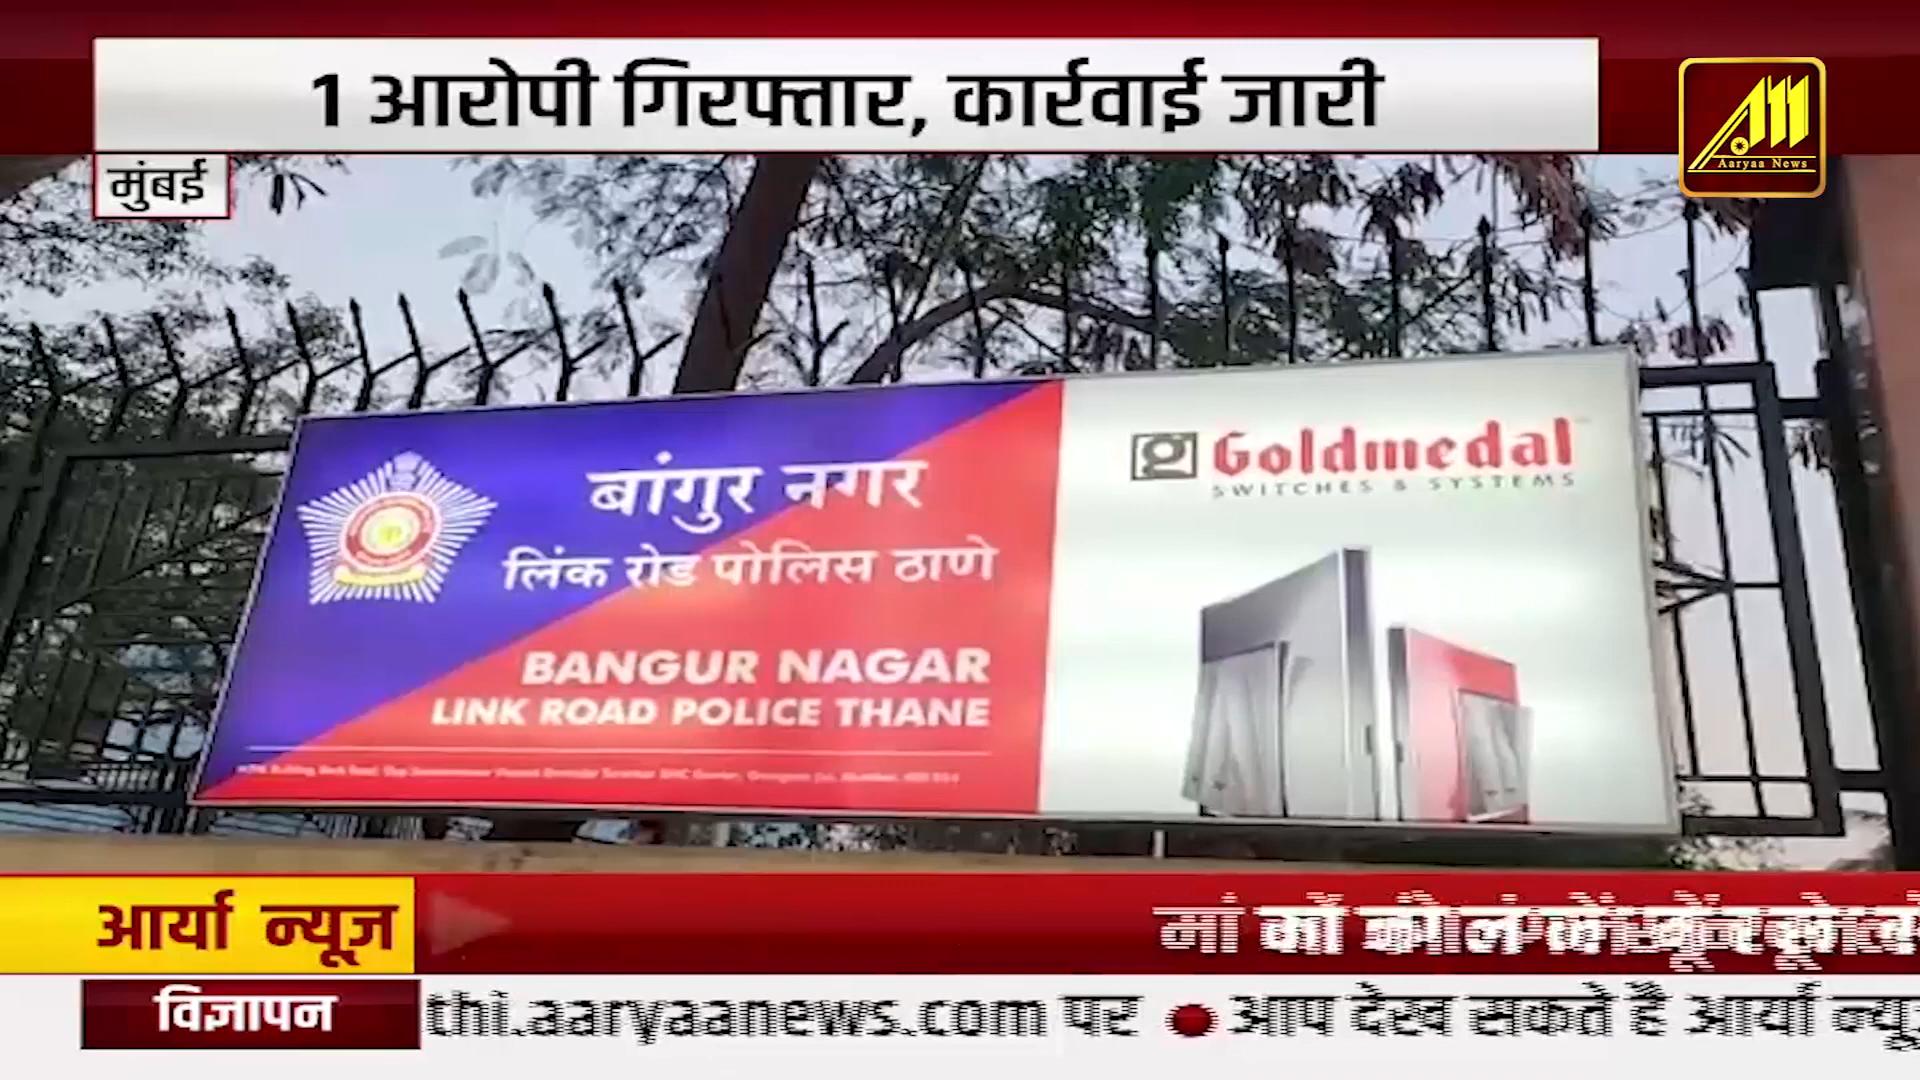 1 आरोपी गिरफ्तार, कार्रवाई जारी
Aaryaa News
मुंबई
बांगुर नगर
लिंक रोड पोलिस ठाणे
BANGUR NAGAR
LINK ROAD POLICE THANE
g Goldmedal
SWITCHES & SYSTEMS
आर्या न्यूज़
मां
विज्ञापन
thi.aaryaanews.com पर ● आप देख सकते हैं आर्या न्यू